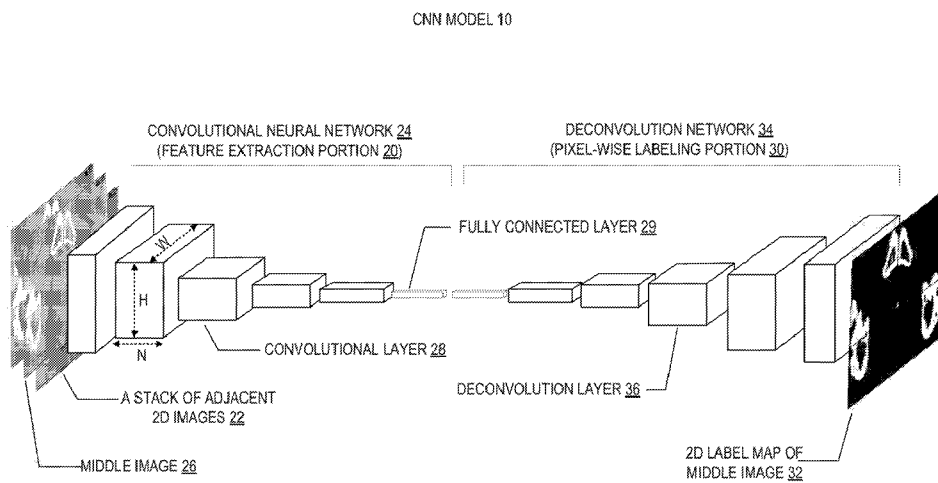 CNN MODEL 10
CONVOLUTIONAL NEURAL NETWORK 24
(FEATURE EXTRACTION PORTION 20)
DECONVOLUTION NETWORK 34
(PIXEL-WISE LABELING PORTION 30)
FULLY CONNECTED LAYER 29
W
H
N
CONVOLUTIONAL LAYER 28
DECONVOLUTION LAYER 36
A STACK OF ADJACENT
2D IMAGES 22
MIDDLE IMAGE 26
2D LABEL MAP OF
MIDDLE IMAGE 32